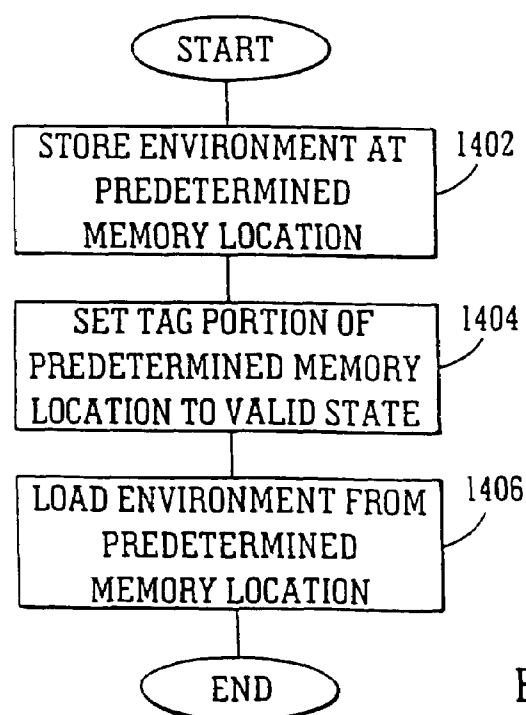 START
STORE ENVIRONMENT AT
PREDETERMINED
MEMORY LOCATION
1402
SET TAG PORTION OF
PREDETERMINED MEMORY
LOCATION TO VALID STATE
1404
LOAD ENVIRONMENT FROM
PREDETERMINED
MEMORY LOCATION
1406
END